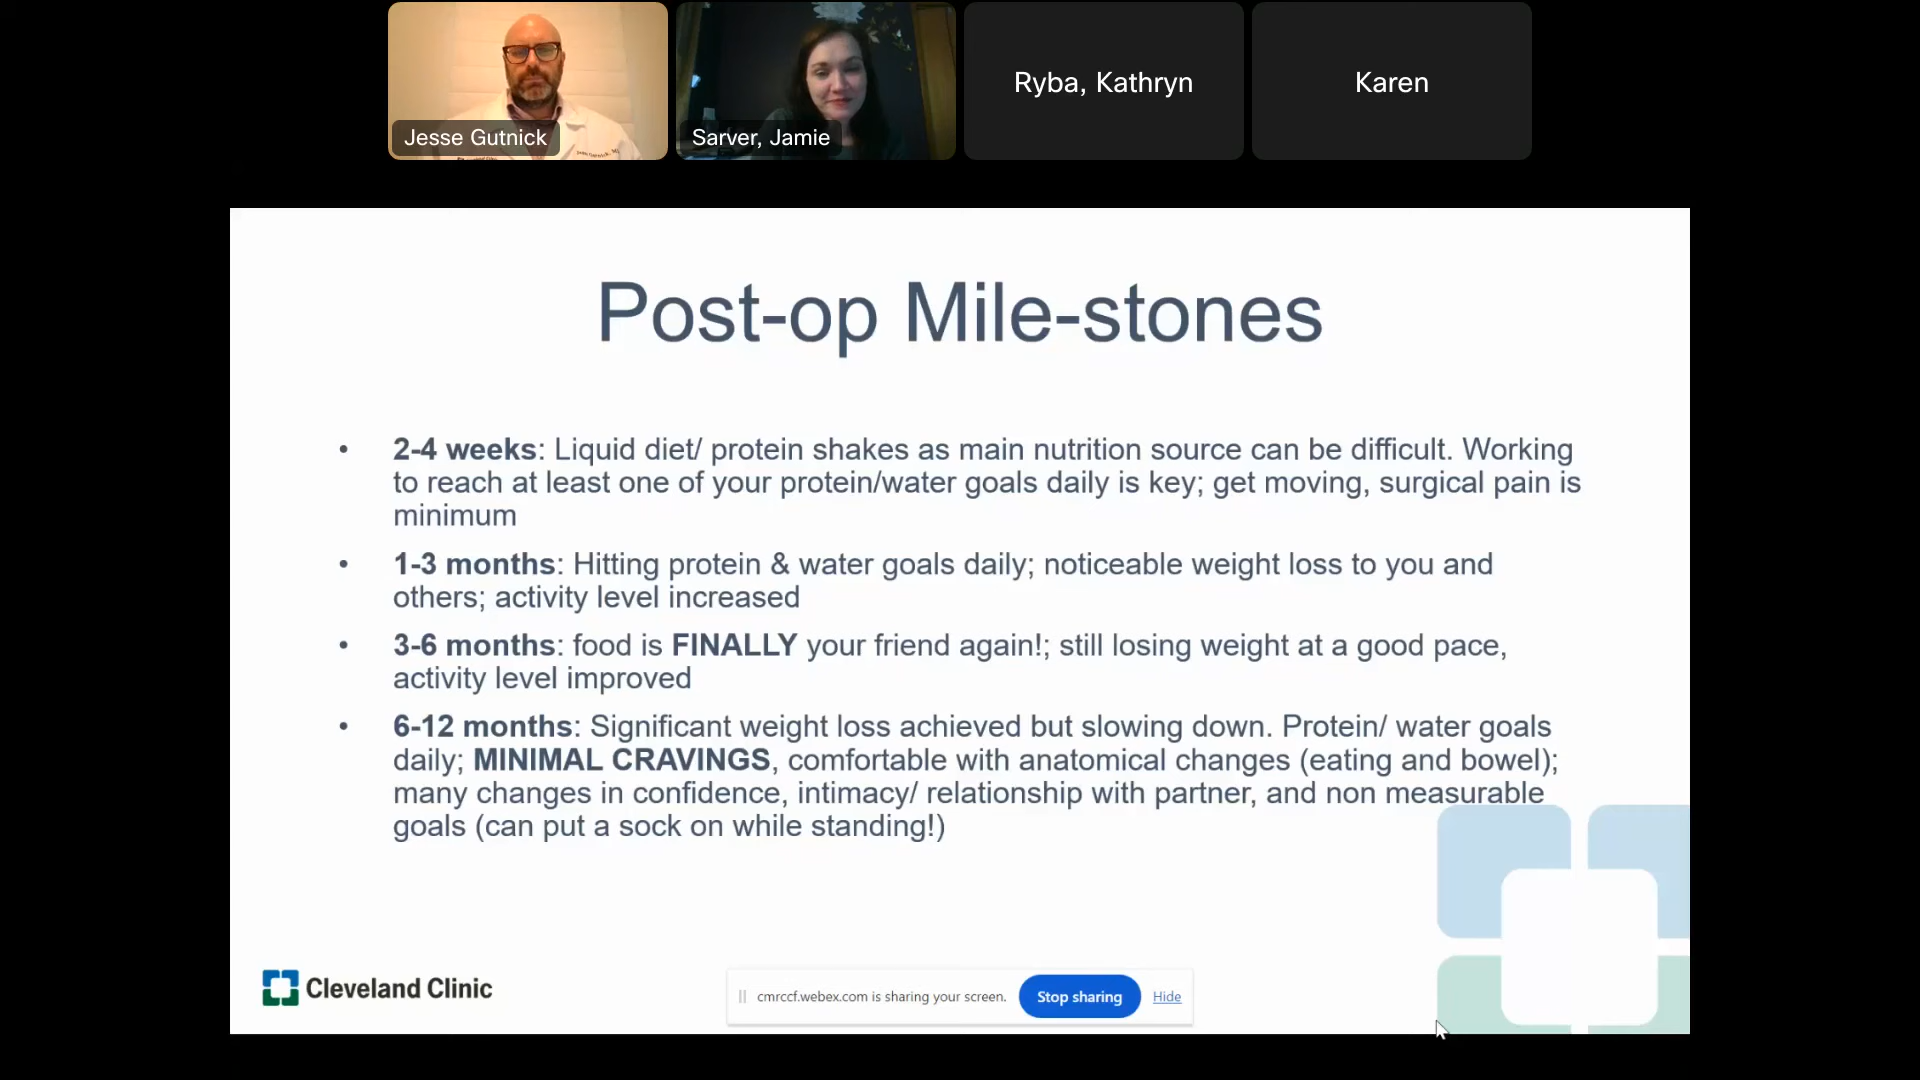 Jesse Gutnick
Sarver, Jamie
Ryba, Kathryn
Karen
Post-op Mile-stones
• 2-4 weeks: Liquid diet/ protein shakes as main nutrition source can be difficult. Working
to reach at least one of your protein/water goals daily is key; get moving, surgical pain is
minimum
• 1-3 months: Hitting protein & water goals daily; noticeable weight loss to you and
others; activity level increased
• 3-6 months: food is FINALLY your friend again!; still losing weight at a good pace,
activity level improved
• 6-12 months: Significant weight loss achieved but slowing down. Protein/ water goals
daily; MINIMAL CRAVINGS, comfortable with anatomical changes (eating and bowel);
many changes in confidence, intimacy/ relationship with partner, and non measurable
goals (can put a sock on while standing!)
Cleveland Clinic
cmrccf.webex.com is sharing your screen.
Stop sharing
Hide